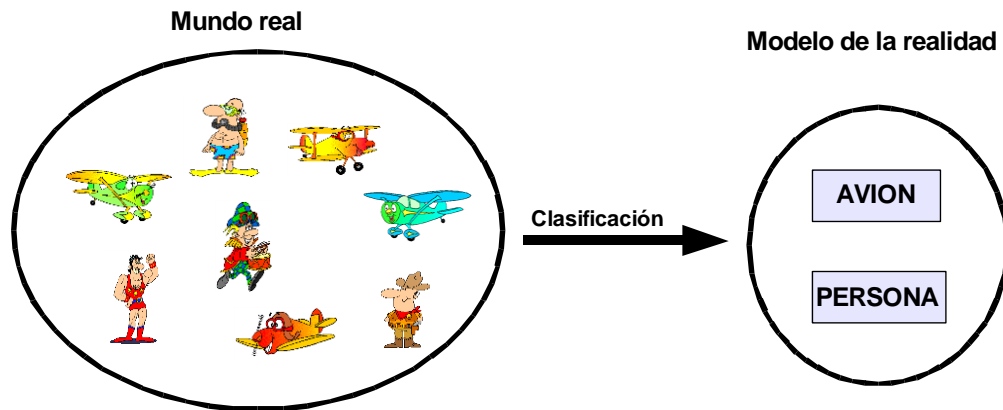 Mundo real
Modelo de la realidad
Clasificación
AVION
PERSONA